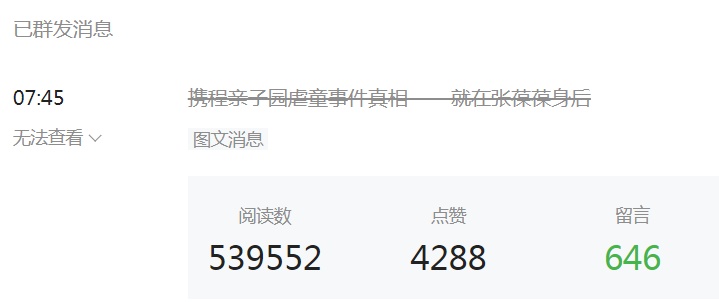 已群发消息
07:45 携程亲子园虐童事件真相——就在张葆葆身后
无法查看 图文消息
阅读数 点赞 留言
539552 4288 646